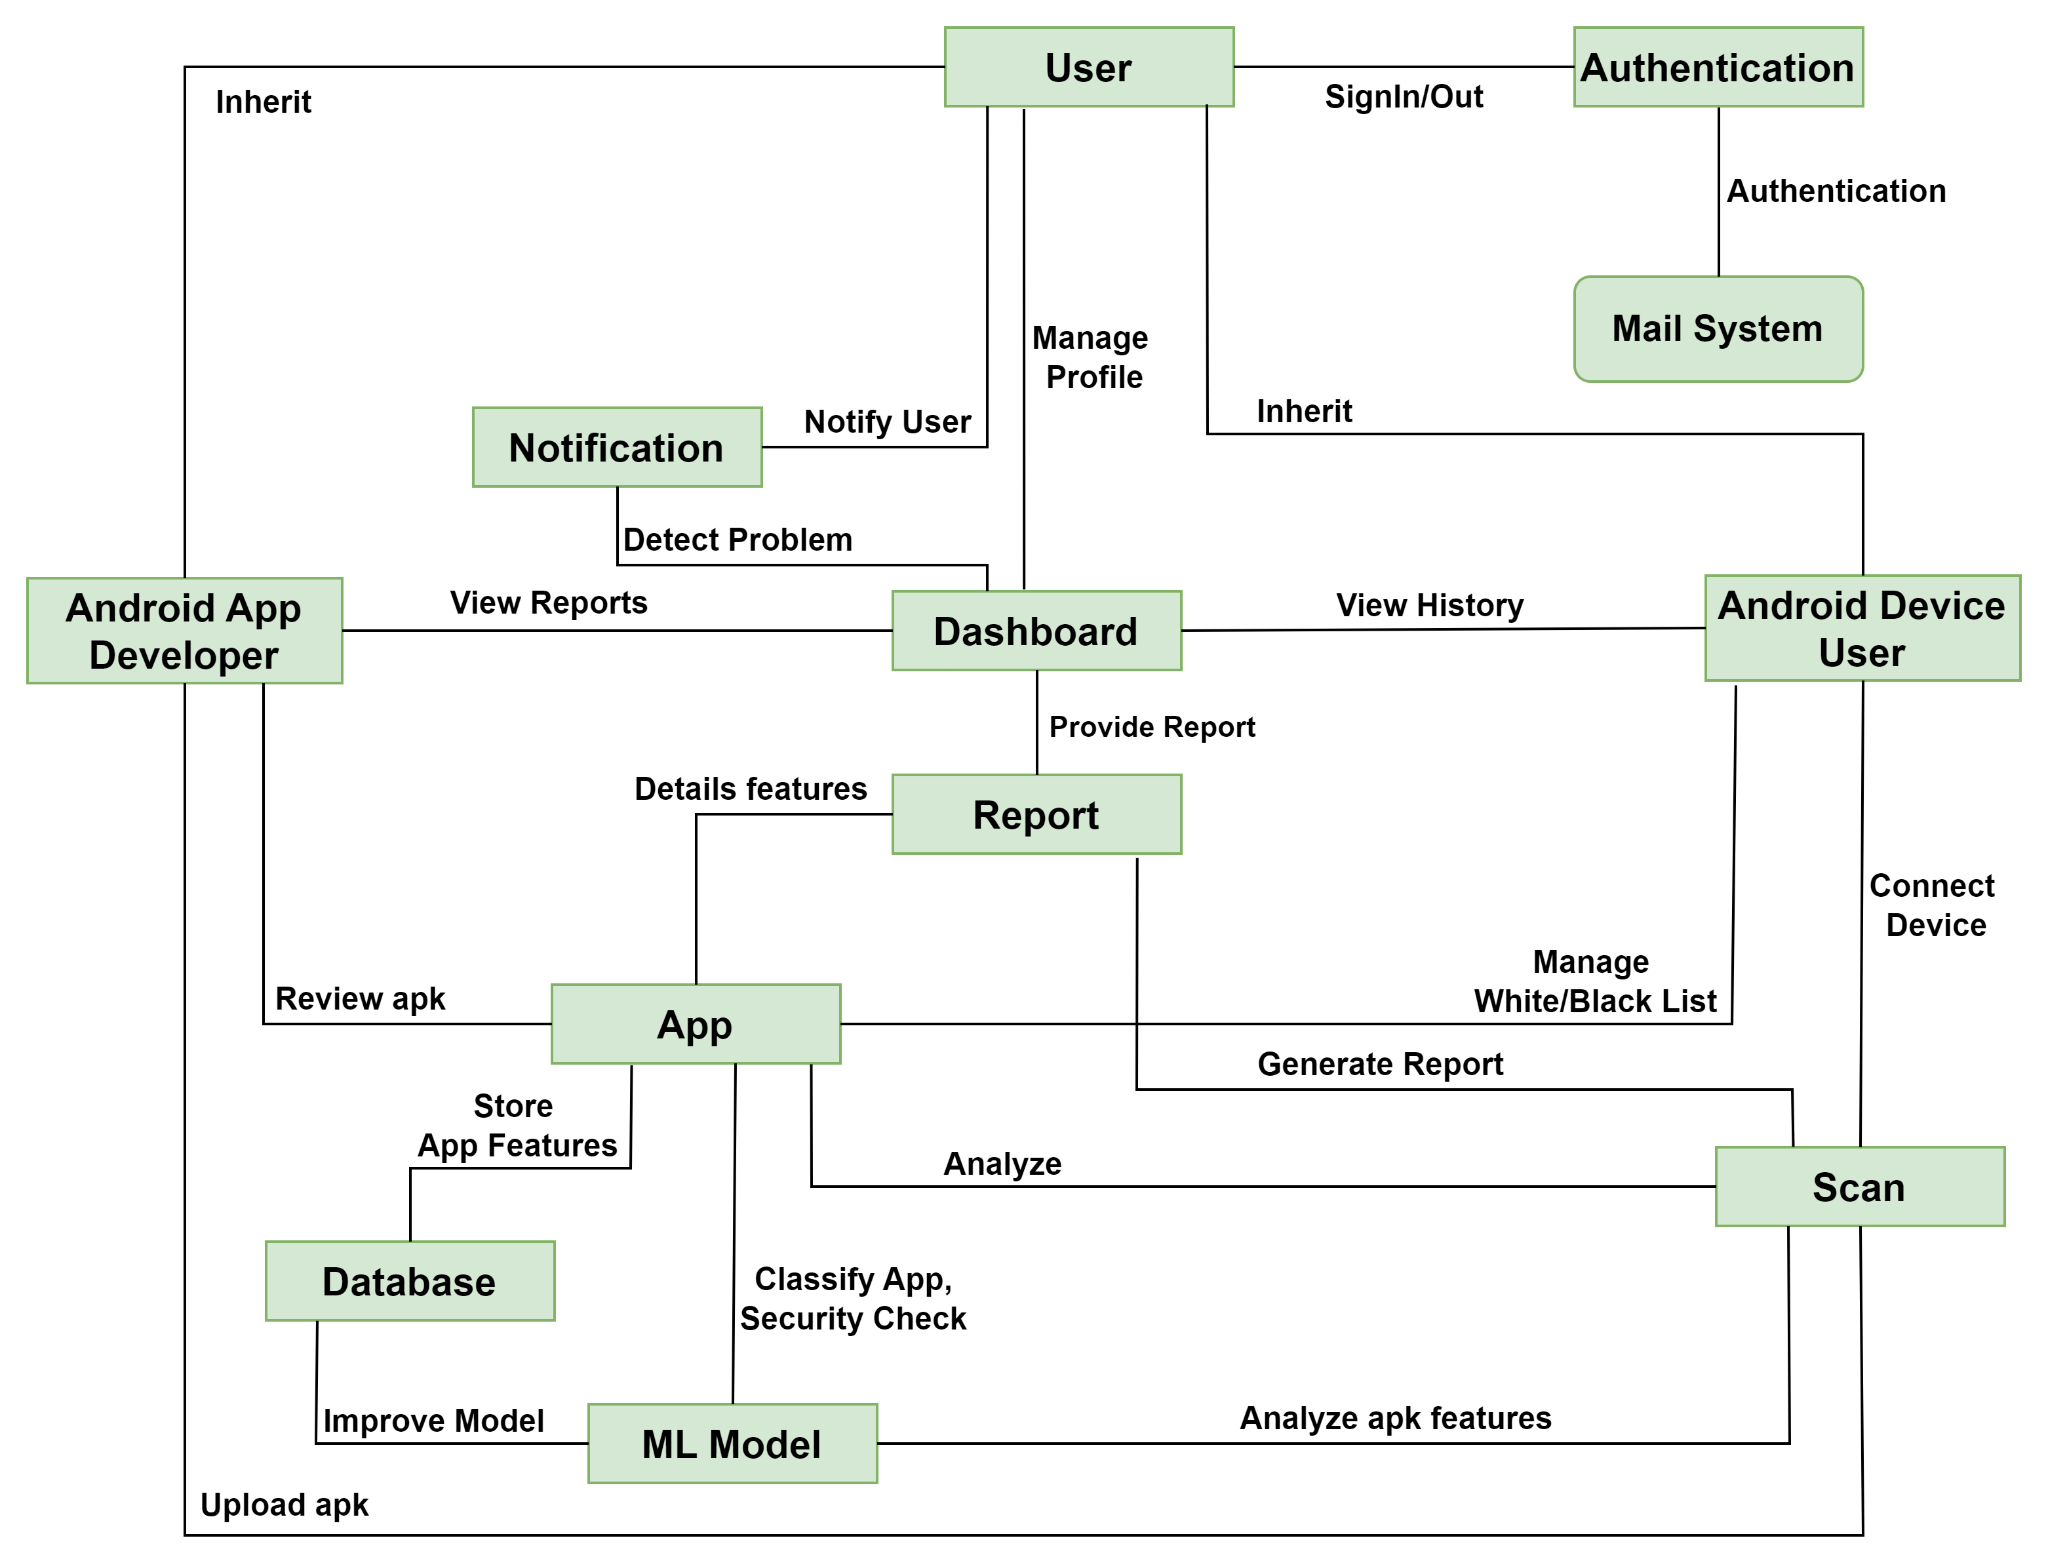 User
Authentication
Inherit
SignIn/Out
Authentication
Mail System
Manage
Profile
Inherit
Notify User
Notification
Detect Problem
Android App
Developer
View Reports
Dashboard
View History
Android Device
User
Provide Report
Details features
Report
Connect
Device
Manage
White/Black List
Review apk
App
Generate Report
Store
App Features
Analyze
Scan
Database
Classify App,
Security Check
Improve Model
ML Model
Analyze apk features
Upload apk